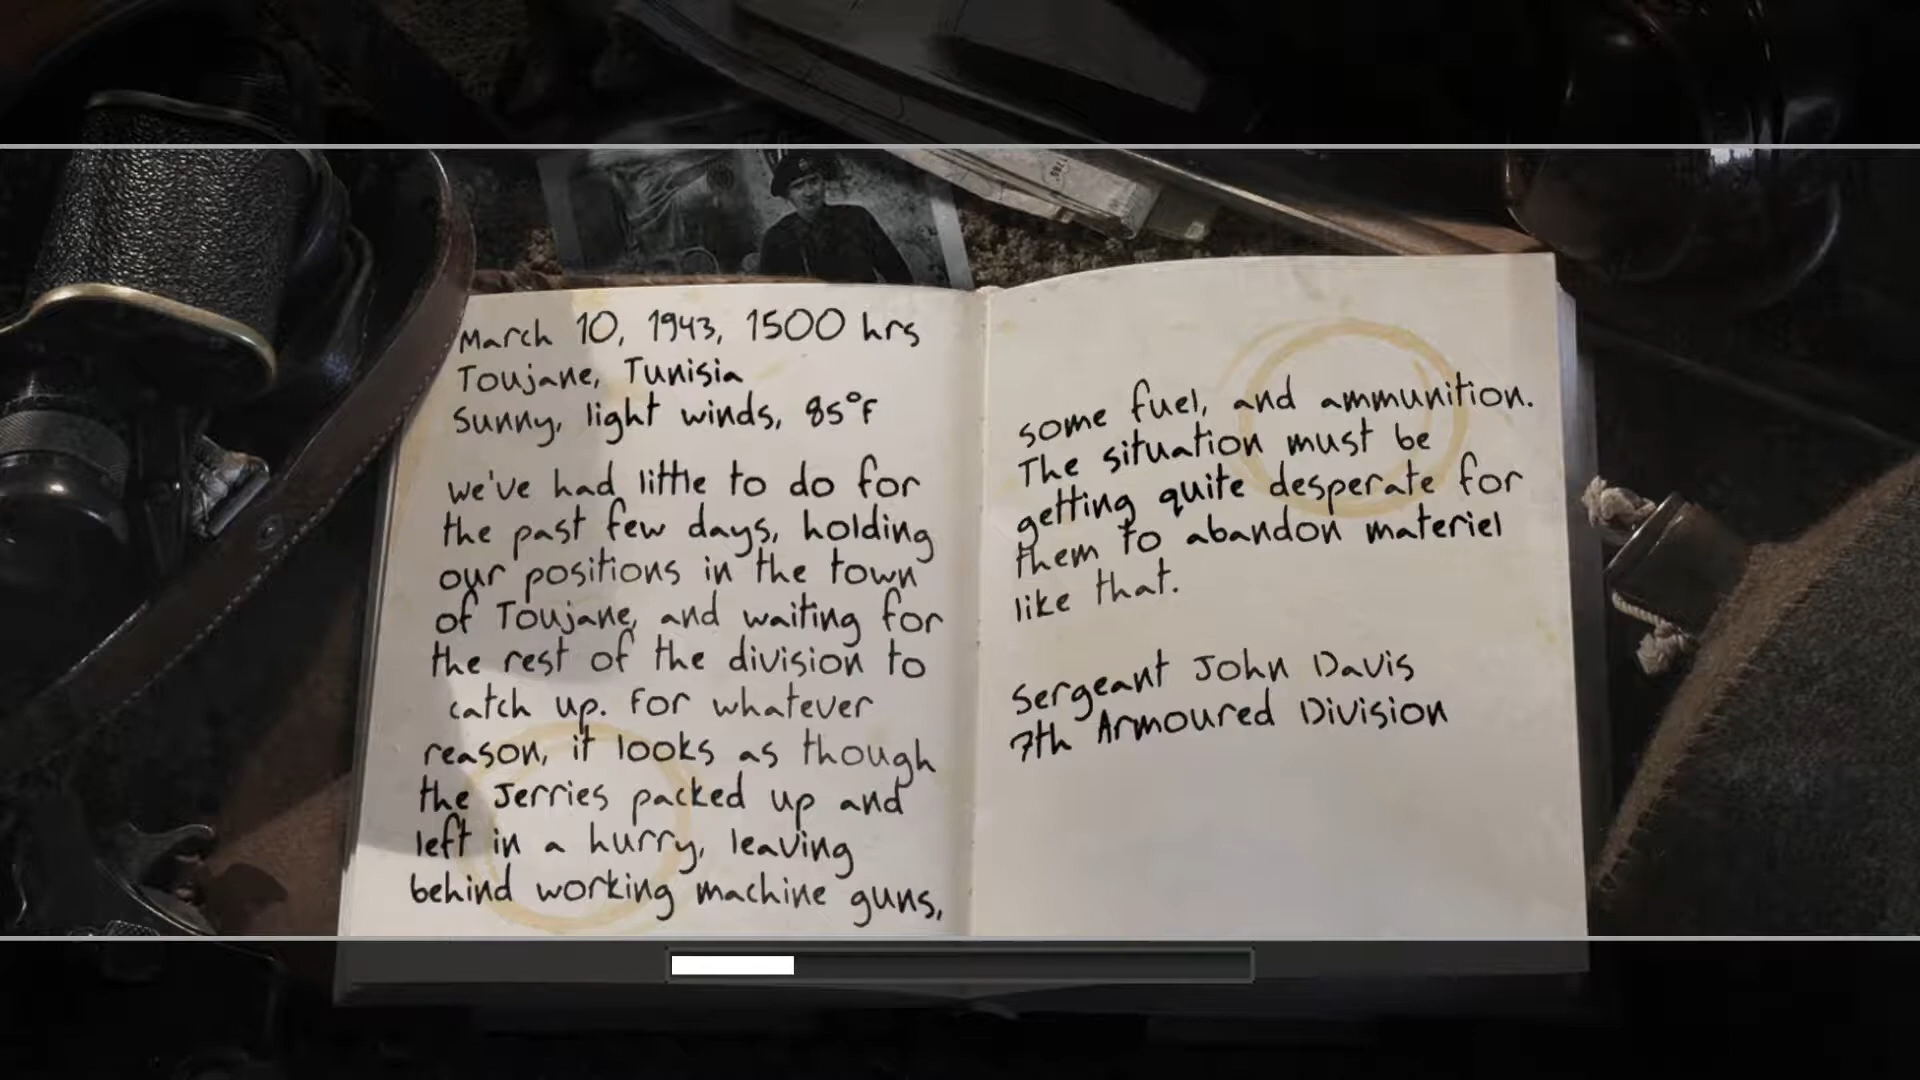 March 10, 1943, 1500 hrs
Toujane, Tunisia
Sunny, light winds, 85°F
we've had little to do for
the past few days, holding
our positions in the town
of Toujane, and waiting for
the rest of the division to
catch up. For whatever
reason, it looks as though
the Jerries packed up and
left in a hurry, leaving
behind working machine guns,
some fuel, and ammunition.
The situation must be
getting quite desperate for
them to abandon materiel
like that.
Sergeant John Davis
7th Armoured Division